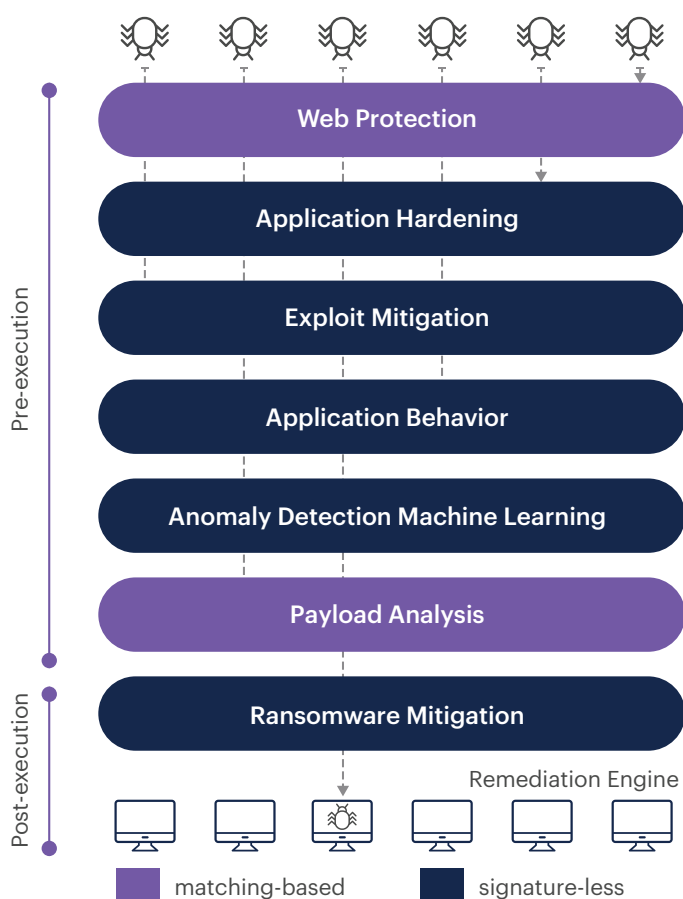 Web Protection
Application Hardening
Exploit Mitigation
Pre-execution
Application Behavior
Anomaly Detection Machine Learning
Payload Analysis
Ransomware Mitigation
Post-execution
Remediation Engine
matching-based
signature-less